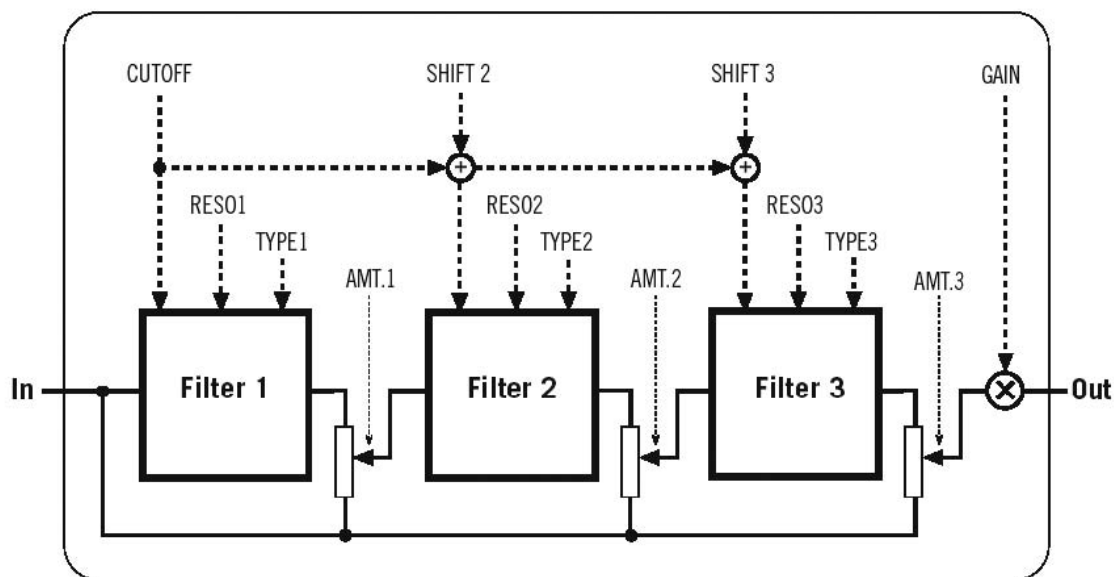 CUTOFF
SHIFT 2
SHIFT 3
GAIN
+
+
RESO1
RESO2
RESO3
TYPE1
TYPE2
TYPE3
AMT.1
AMT.2
AMT.3
In
Filter 1
Filter 2
Filter 3
×
Out